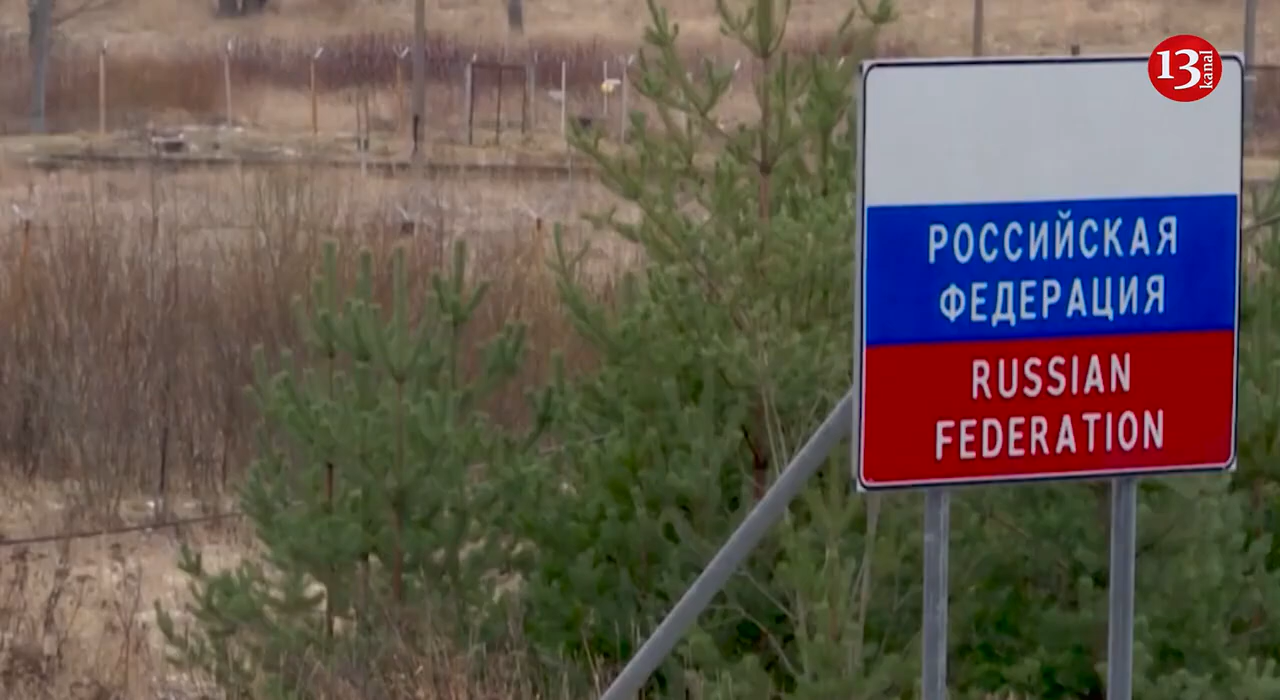 13
kanal
РОССИЙСКАЯ
ФЕДЕРАЦИЯ
RUSSIAN
FEDERATION